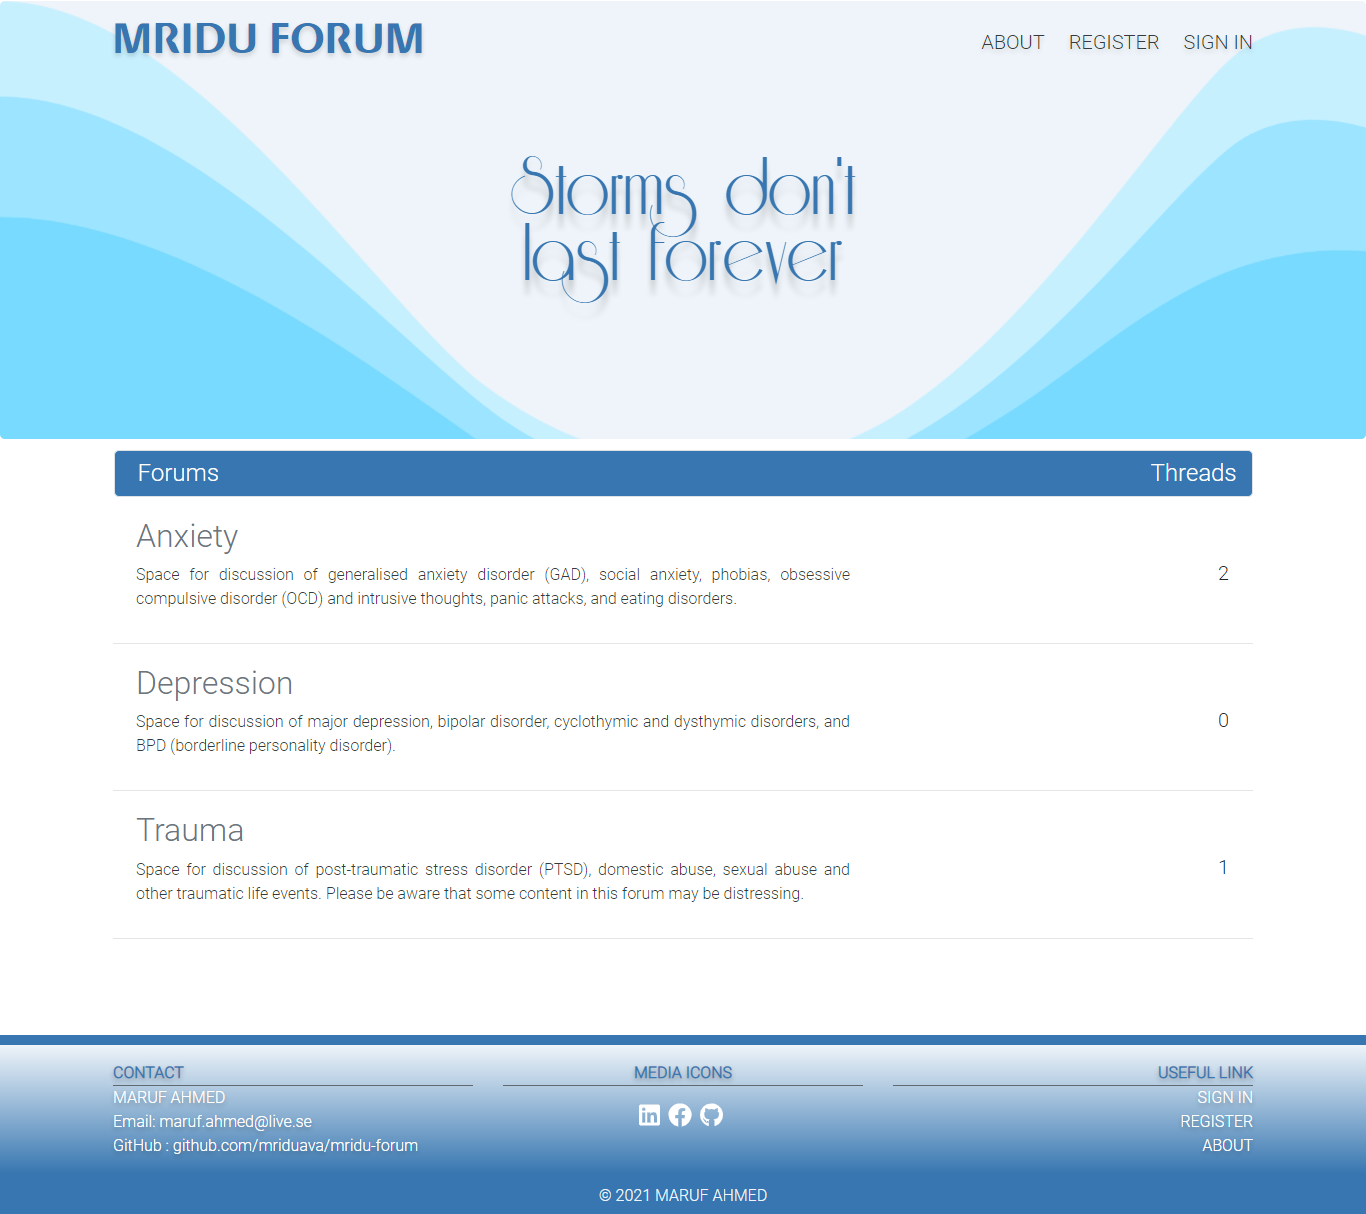 MRIDU FORUM
ABOUT REGISTER SIGN IN
Storms don't
last forever
Forums Threads
Anxiety
Space for discussion of generalised anxiety disorder (GAD), social anxiety, phobias, obsessive
compulsive disorder (OCD) and intrusive thoughts, panic attacks, and eating disorders.
2
Depression
Space for discussion of major depression, bipolar disorder, cyclothymic and dysthymic disorders, and
BPD (borderline personality disorder).
0
Trauma
Space for discussion of post-traumatic stress disorder (PTSD), domestic abuse, sexual abuse and
other traumatic life events. Please be aware that some content in this forum may be distressing.
1
CONTACT
MARUF AHMED
Email: maruf.ahmed@live.se
GitHub : github.com/mriduava/mridu-forum
MEDIA ICONS
USEFUL LINK
SIGN IN
REGISTER
ABOUT
© 2021 MARUF AHMED